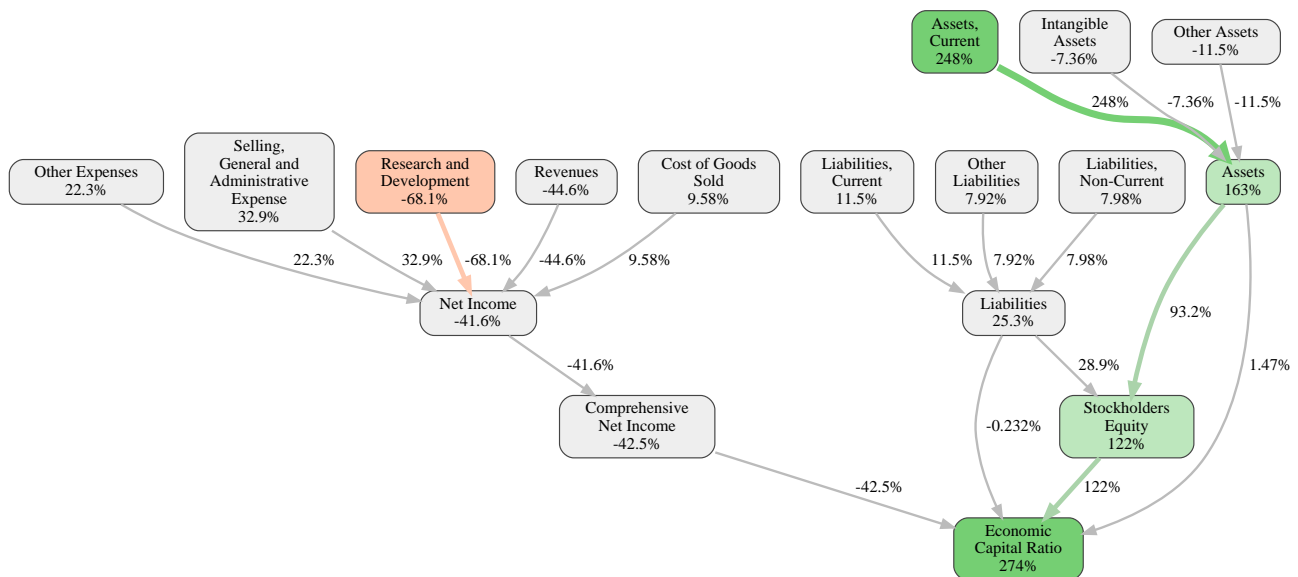 Assets,
Current
248%
Intangible
Assets
-7.36%
Other Assets
-11.5%
248%
-7.36%
-11.5%
Other Expenses
22.3%
Selling,
General and
Administrative
Expense
32.9%
Research and
Development
-68.1%
Revenues
-44.6%
Cost of Goods
Sold
9.58%
Liabilities,
Current
11.5%
Other
Liabilities
7.92%
Liabilities,
Non-Current
7.98%
Assets
163%
22.3%
32.9%
-68.1%
-44.6%
9.58%
11.5%
7.92%
7.98%
Net Income
-41.6%
Liabilities
25.3%
93.2%
-41.6%
28.9%
1.47%
Comprehensive
Net Income
-42.5%
-0.232%
Stockholders
Equity
122%
-42.5%
122%
Economic
Capital Ratio
274%